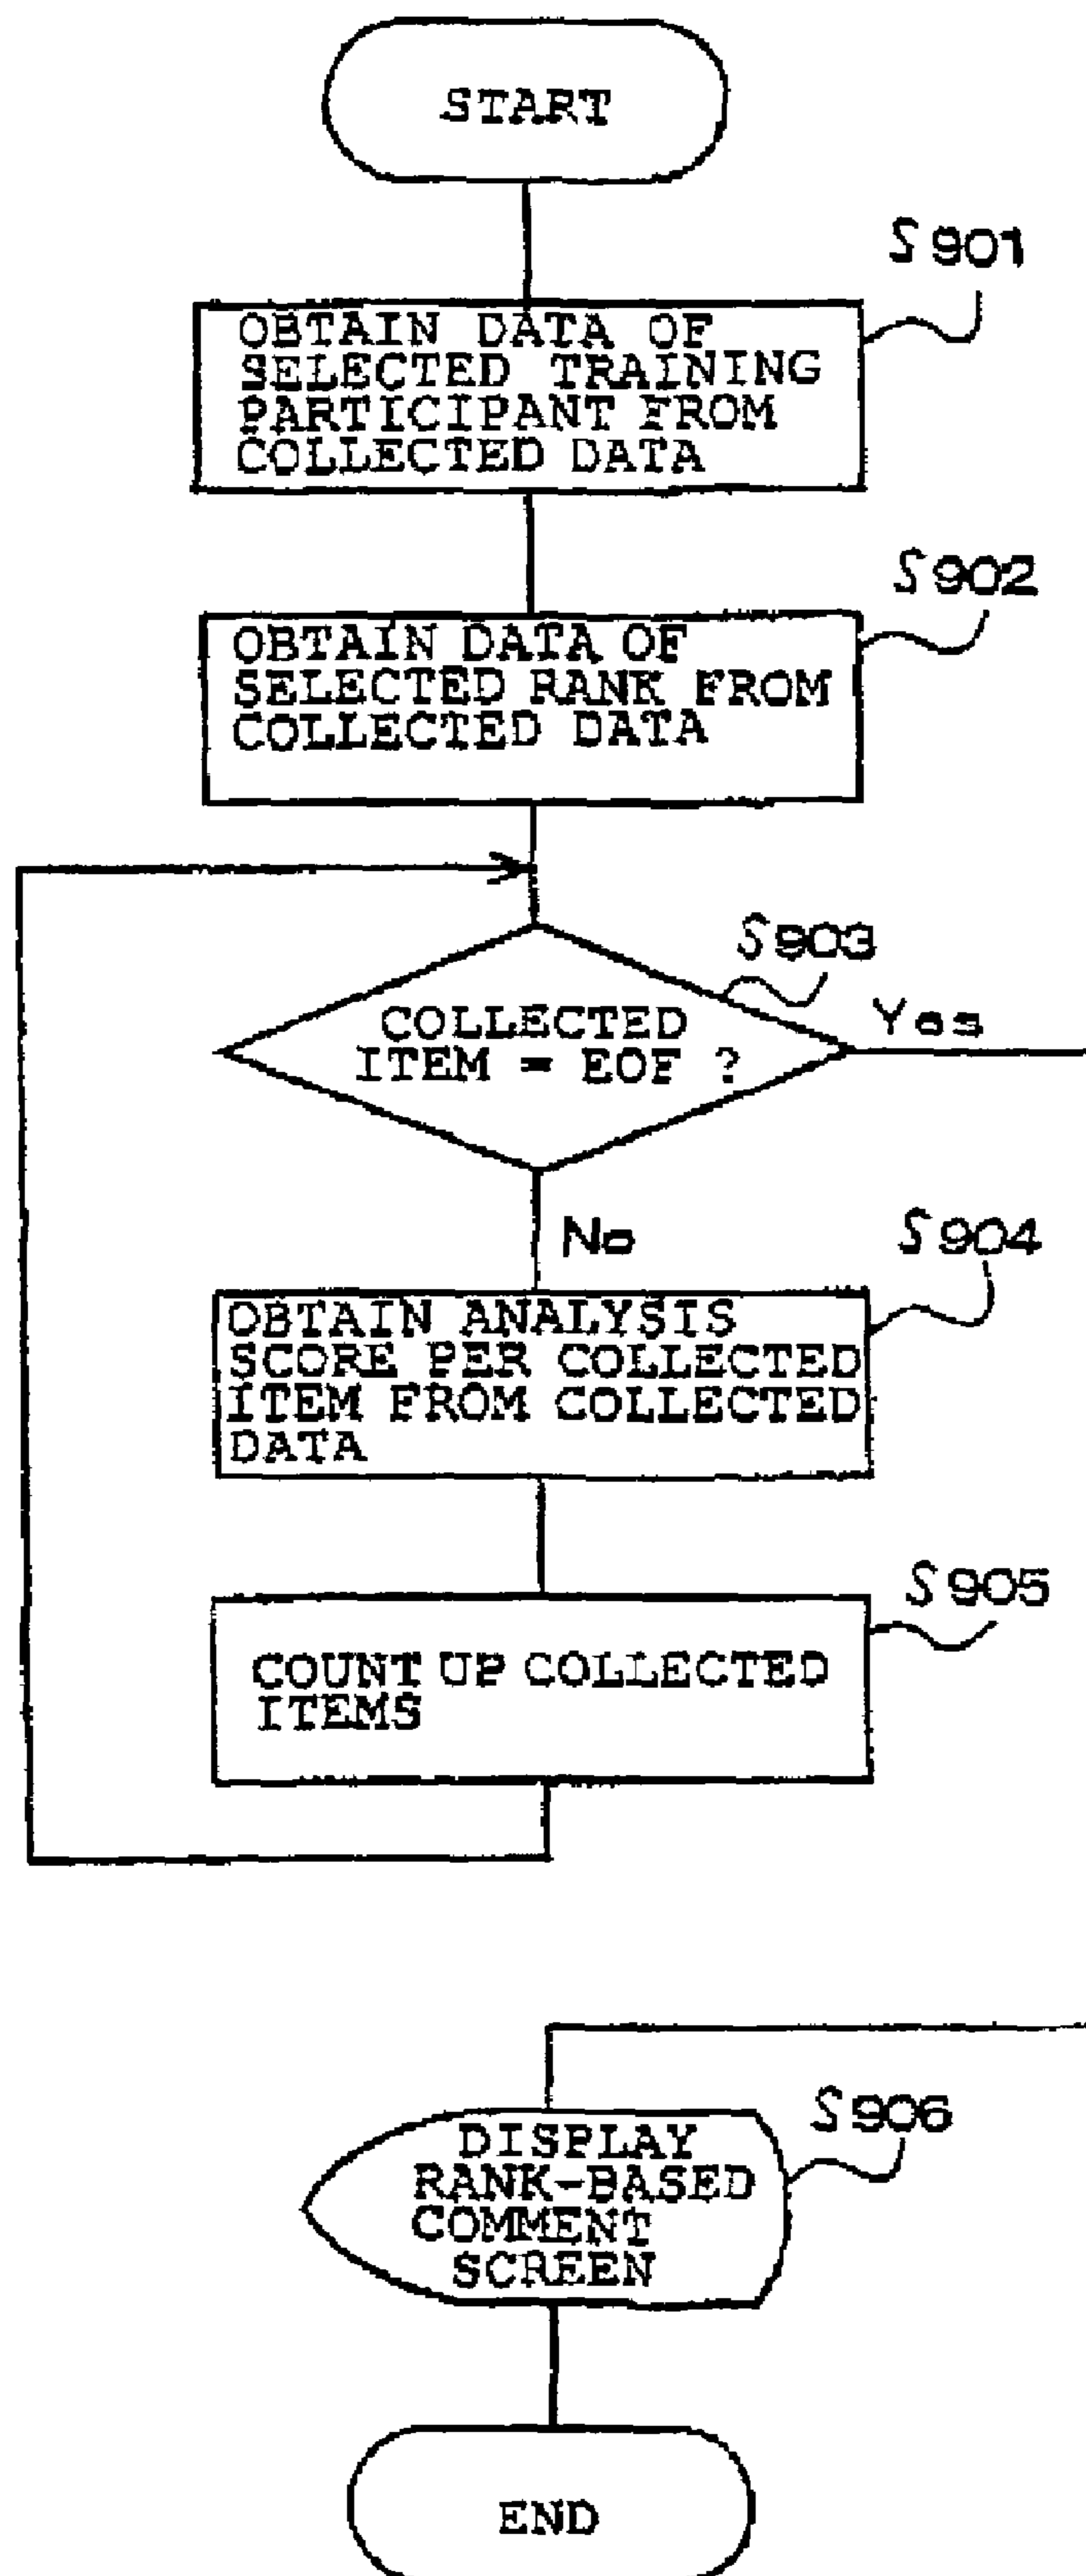 START
S901
OBTAIN DATA OF
SELECTED TRAINING
PARTICIPANT FROM
COLLECTED DATA
S902
OBTAIN DATA OF
SELECTED RANK FROM
COLLECTED DATA
S903
COLLECTED
ITEM = EOF ?
Yes
No
S904
OBTAIN ANALYSIS
SCORE PER COLLECTED
ITEM FROM COLLECTED
DATA
S905
COUNT UP COLLECTED
ITEMS
S906
DISPLAY
RANK-BASED
COMMENT
SCREEN
END